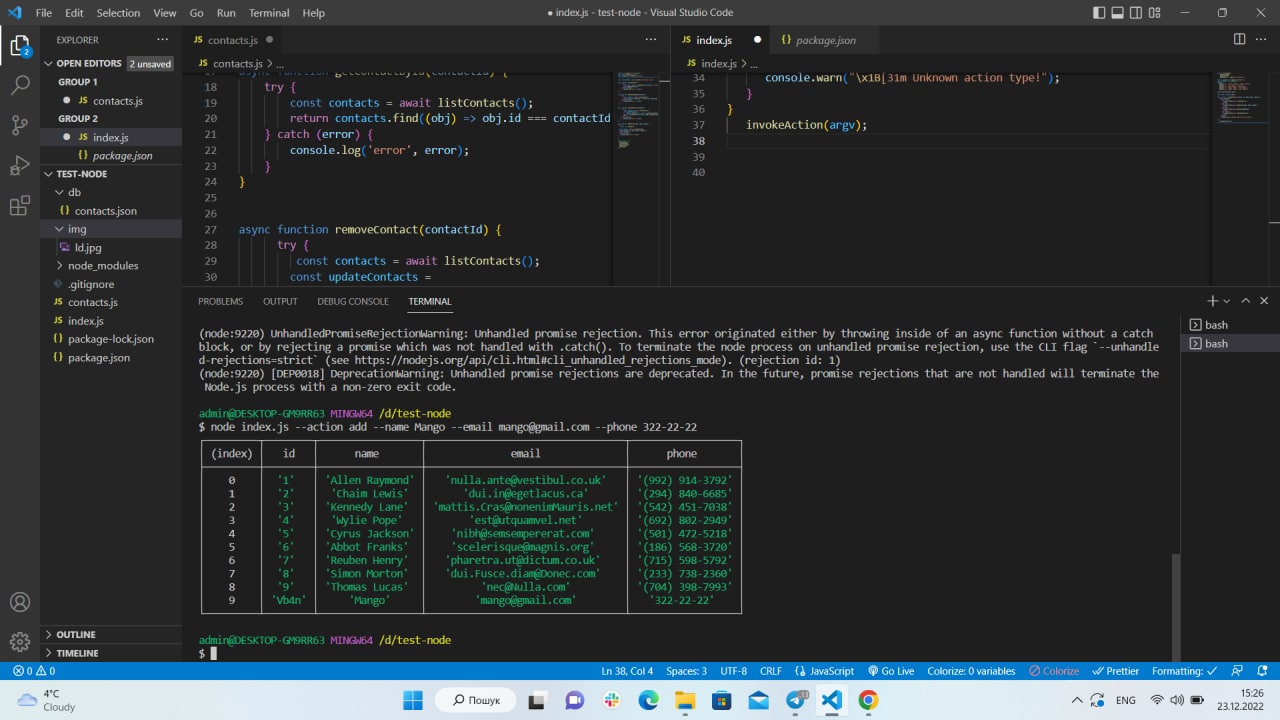 File Edit Selection View Go Run Terminal Help
● index.js - test-node - Visual Studio Code
EXPLORER
OPEN EDITORS 2 unsaved
GROUP 1
JS contacts.js
GROUP 2
JS index.js
{} package.json
TEST-NODE
db
{} contacts.json
img
ld.jpg
node_modules
.gitignore
JS contacts.js
JS index.js
{} package-lock.json
{} package.json
OUTLINE
TIMELINE
2
JS contacts.js ●
JS contacts.js > ...
17 async function getContactById(contactId) {
18 try {
19 const contacts = await listContacts();
20 return contacts.find((obj) => obj.id === contactId
21 } catch (error) {
22 console.log('error', error);
23 }
24 }
25
26
27 async function removeContact(contactId) {
28 try {
29 const contacts = await listContacts();
30 const updateContacts =
JS index.js ● {} package.json
JS index.js > ...
34 console.warn("\x1B[31m Unknown action type!");
35 }
36 }
37 invokeAction(argv);
38
39
40
PROBLEMS OUTPUT DEBUG CONSOLE TERMINAL
bash
bash
(node:9220) UnhandledPromiseRejectionWarning: Unhandled promise rejection. This error originated either by throwing inside of an async function without a catch
block, or by rejecting a promise which was not handled with .catch(). To terminate the node process on unhandled promise rejection, use the CLI flag `--unhandle
d-rejections=strict` (see https://nodejs.org/api/cli.html#cli_unhandled_rejections_mode). (rejection id: 1)
(node:9220) [DEP0018] DeprecationWarning: Unhandled promise rejections are deprecated. In the future, promise rejections that are not handled will terminate the
Node.js process with a non-zero exit code.
admin@DESKTOP-GM9RR63 MINGW64 /d/test-node
$ node index.js --action add --name Mango --email mango@gmail.com --phone 322-22-22
(index) id name email phone
0 '1' 'Allen Raymond' 'nulla.ante@vestibul.co.uk' '(992) 914-3792'
1 '2' 'Chaim Lewis' 'dui.in@egetlacus.ca' '(294) 840-6685'
2 '3' 'Kennedy Lane' 'mattis.Cras@nonenimMauris.net' '(542) 451-7038'
3 '4' 'Wylie Pope' 'est@utquamvel.net' '(692) 802-2949'
4 '5' 'Cyrus Jackson' 'nibh@semsempererat.com' '(501) 472-5218'
5 '6' 'Abbot Franks' 'scelerisque@magnis.org' '(186) 568-3720'
6 '7' 'Reuben Henry' 'pharetra.ut@dictum.co.uk' '(715) 598-5792'
7 '8' 'Simon Morton' 'dui.Fusce.diam@Donec.com' '(233) 738-2360'
8 '9' 'Thomas Lucas' 'nec@Nulla.com' '(704) 398-7993'
9 'Vb4n' 'Mango' 'mango@gmail.com' '322-22-22'
admin@DESKTOP-GM9RR63 MINGW64 /d/test-node
$
0 0 Ln 38, Col 4 Spaces: 3 UTF-8 CRLF {} JavaScript Go Live Colorize: 0 variables Colorize Prettier Formatting: ✓
4°C
Cloudy
Пошук
ENG
15:26
23.12.2022